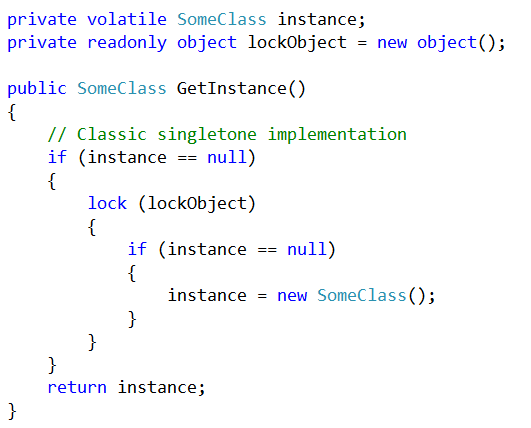 private volatile SomeClass instance;
private readonly object lockObject = new object();

public SomeClass GetInstance()
{
    // Classic singletone implementation
    if (instance == null)
    {
        lock (lockObject)
        {
            if (instance == null)
            {
                instance = new SomeClass();
            }
        }
    }
    return instance;
}